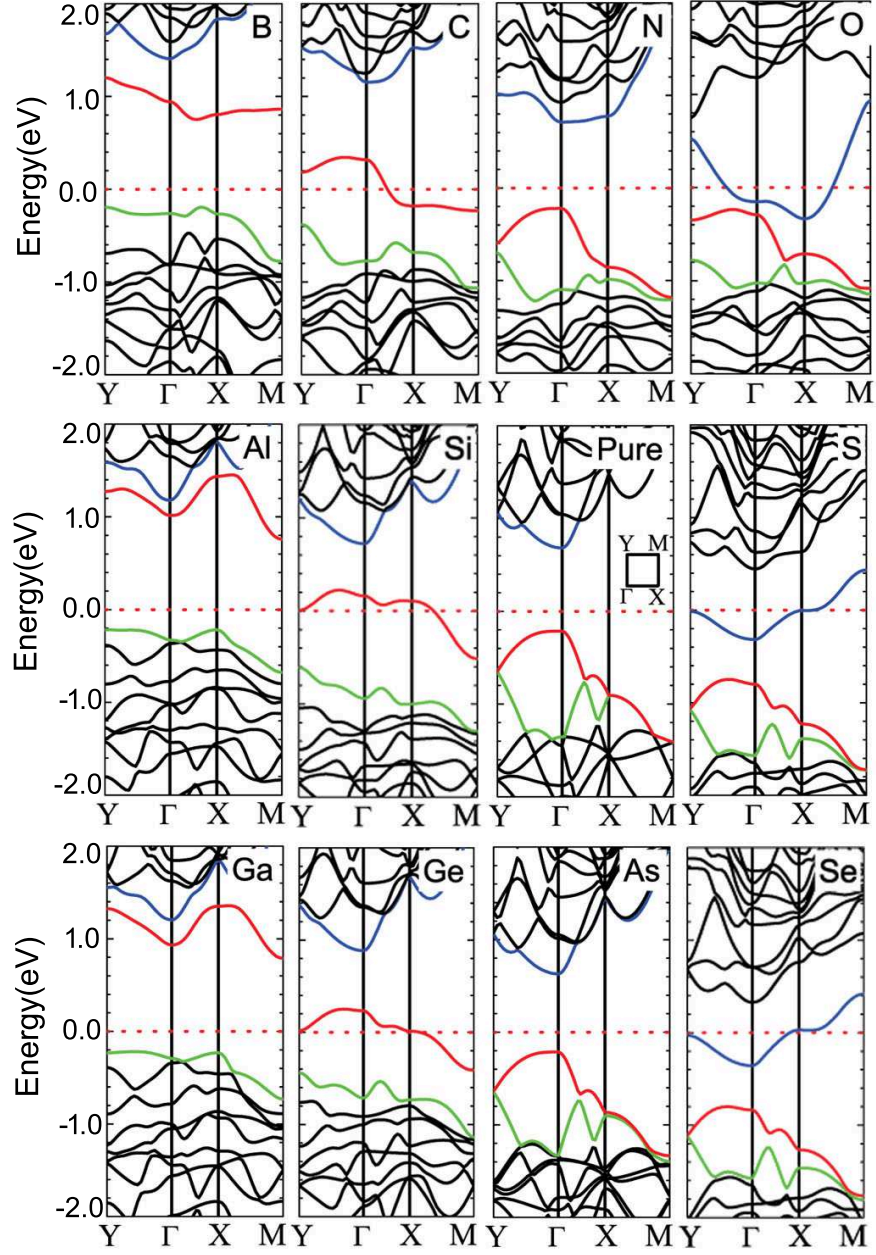 2.0 B C N O
1.0
0.0
-1.0
-2.0
Energy(eV)
Y Γ X M Y Γ X M Y Γ X M Y Γ X M
2.0 Al Si Pure S
1.0
Y M
Γ X
0.0
-1.0
-2.0
Energy(eV)
Y Γ X M Y Γ X M Y Γ X M Y Γ X M
2.0 Ga Ge As Se
1.0
0.0
-1.0
-2.0
Energy(eV)
Y Γ X M Y Γ X M Y Γ X M Y Γ X M